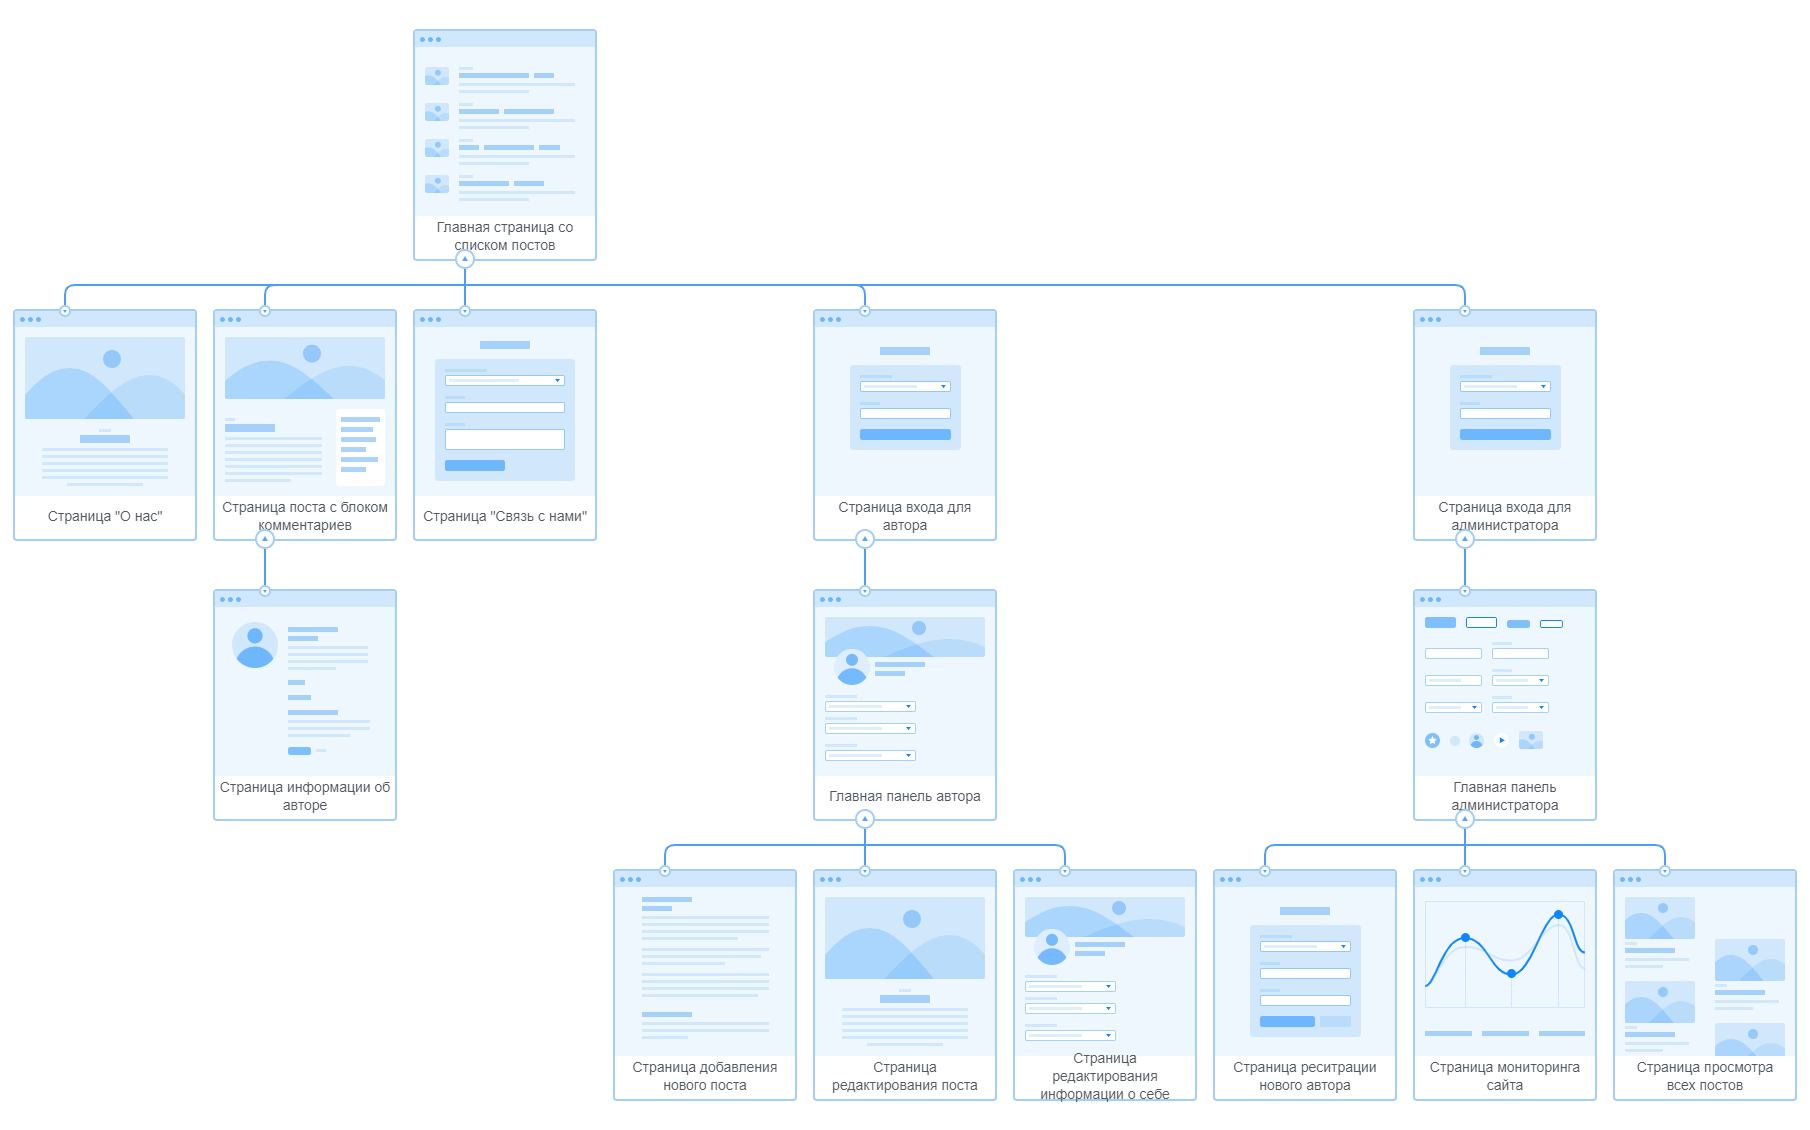 Главная страница со
списком постов
Страница "О нас"
Страница поста с блоком
комментариев
Страница "Связь с нами"
Страница входа для
автора
Страница входа для
администратора
Страница информации об
авторе
Главная панель автора
Главная панель
администратора
Страница добавления
нового поста
Страница
редактирования поста
Страница
редактирования
информации о себе
Страница реситрации
нового автора
Страница мониторинга
сайта
Страница просмотра
всех постов